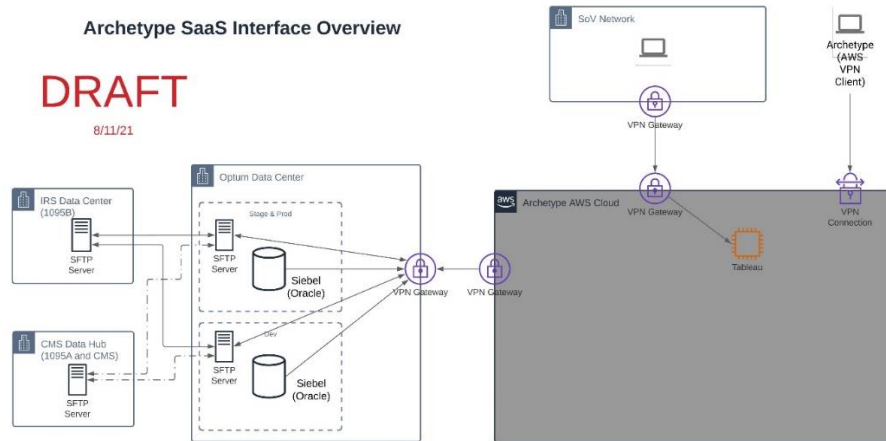 Archetype SaaS Interface Overview
DRAFT
8/11/21
SoV Network
VPN Gateway
Archetype
(AWS
VPN
Client)
IRS Data Center
(1095B)
SFTP
Server
CMS Data Hub
(1095A and CMS)
SFTP
Server
Optum Data Center
Stage & Prod
SFTP
Server
Siebel
(Oracle)
Dev
SFTP
Server
Siebel
(Oracle)
VPN Gateway
VPN Gateway
aws
Archetype AWS Cloud
VPN Gateway
Tableau
VPN
Connection